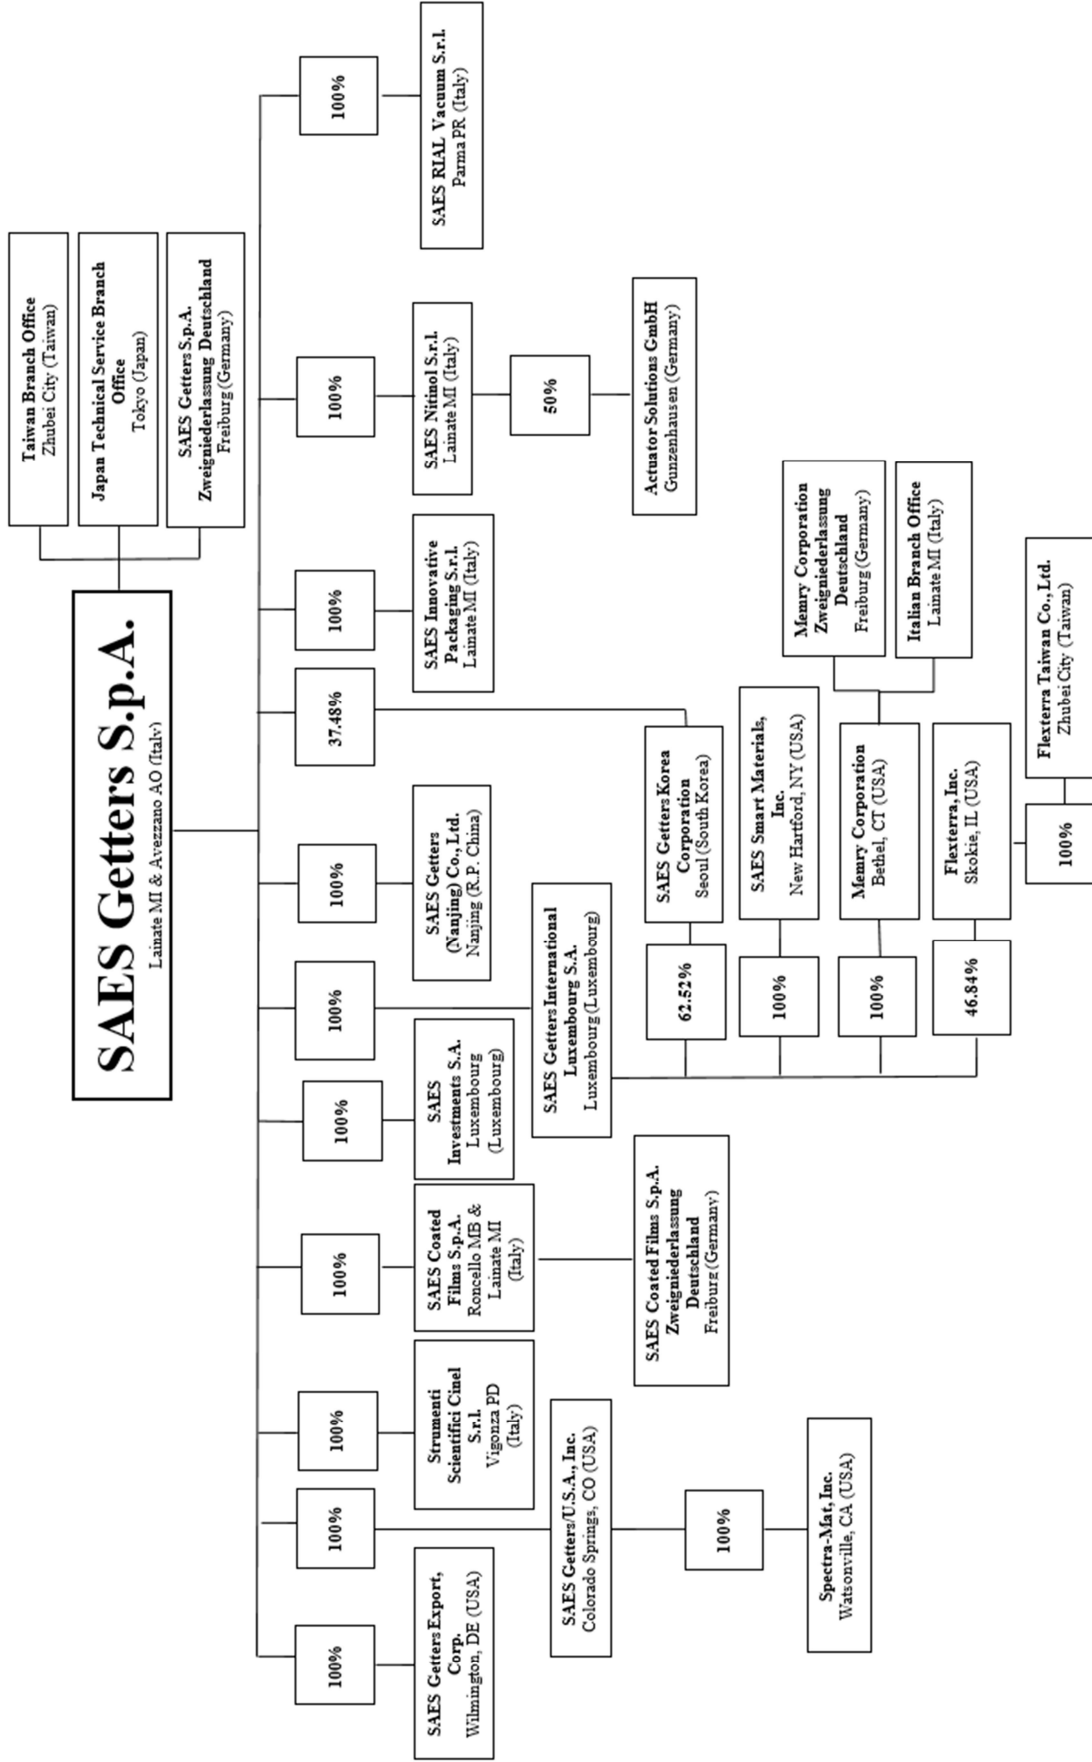 SAES Getters S.p.A.
Lainate MI & Avezzano AQ (Italy)
Taiwan Branch Office
Zhubei City (Taiwan)
Japan Technical Service Branch
Office
Tokyo (Japan)
SAES Getters S.p.A.
Zweigniederlassung Deutschland
Freiburg (Germany)
100%
100%
100%
100%
100%
100%
100%
37.48%
100%
100%
100%
SAES Getters Export,
Corp.
Wilmington, DE (USA)
Strumenti
Scientifici Cinel
S.r.l.
Vigonza PD
(Italy)
SAES Coated
Films S.p.A.
Roncello MB &
Lainate MI
(Italy)
SAES
Investments S.A.
Luxembourg
(Luxembourg)
SAES Getters
(Nanjing) Co., Ltd.
Nanjing (R.P. China)
SAES Innovative
Packaging S.r.l.
Lainate MI (Italy)
SAES Nitinol S.r.l.
Lainate MI (Italy)
SAES RIAL Vacuum S.r.l.
Parma PR (Italy)
SAES Getters/U.S.A., Inc.
Colorado Springs, CO (USA)
100%
Spectra-Mat, Inc.
Watsonville, CA (USA)
SAES Coated Films S.p.A.
Zweigniederlassung
Deutschland
Freiburg (Germany)
SAES Getters International
Luxembourg S.A.
Luxembourg (Luxembourg)
50%
Actuator Solutions GmbH
Gunzenhausen (Germany)
62.52%
SAES Getters Korea
Corporation
Seoul (South Korea)
100%
SAES Smart Materials,
Inc.
New Hartford, NY (USA)
100%
Memry Corporation
Bethel, CT (USA)
Memry Corporation
Zweigniederlassung
Deutschland
Freiburg (Germany)
Italian Branch Office
Lainate MI (Italy)
46.84%
Flexterra, Inc.
Skokie, IL (USA)
100%
Flexterra Taiwan Co., Ltd.
Zhubei City (Taiwan)